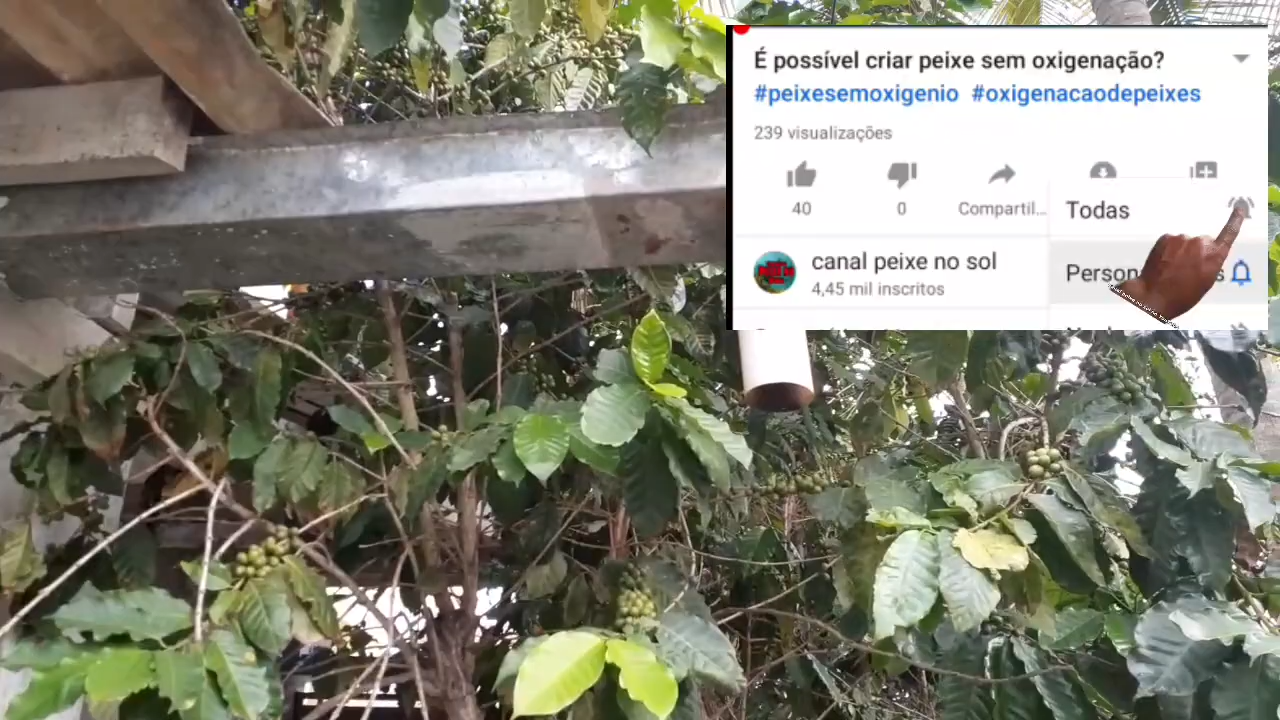 É possível criar peixe sem oxigenação?
#peixesemoxigenio #oxigenacaodepeixes
239 visualizações
40
0
Compartil...
Todas
canal peixe no sol
4,45 mil inscritos